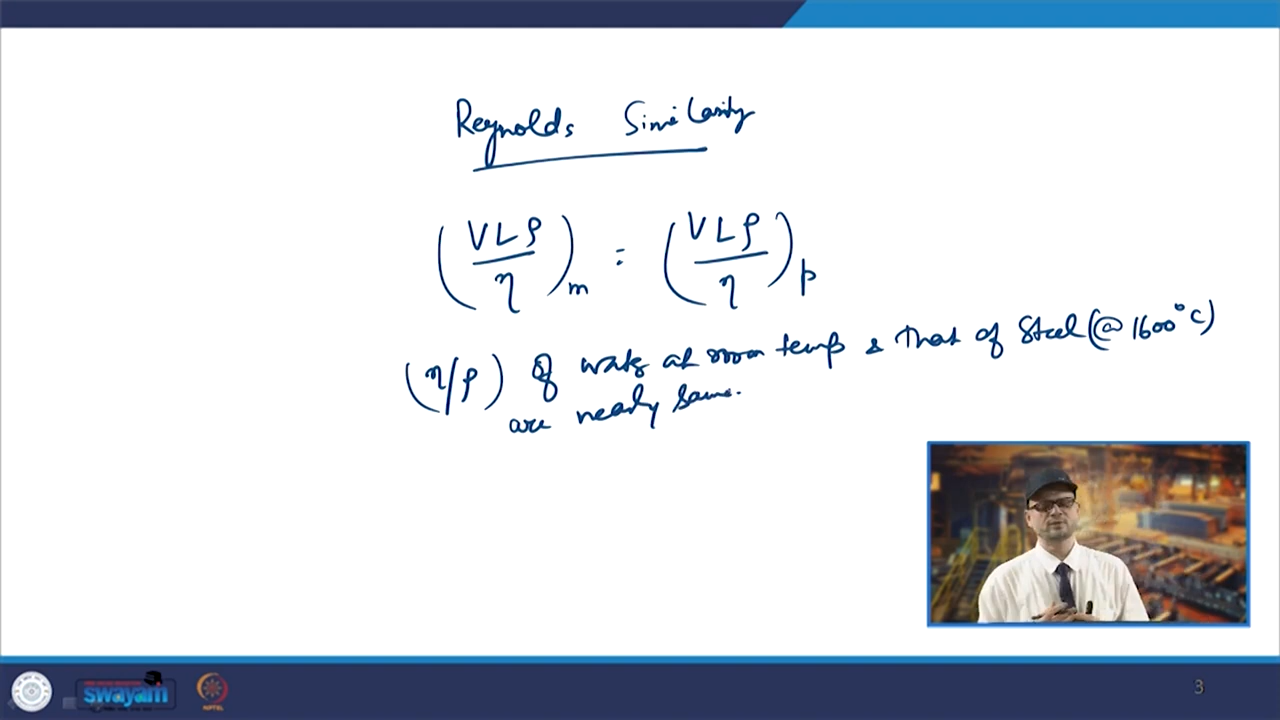 Reynolds Similarity
(VLρ/η)m = (VLρ/η)p
(η/ρ) of water at room temp & that of Steel (@ 1600°C)
are nearly same.
3
swayam